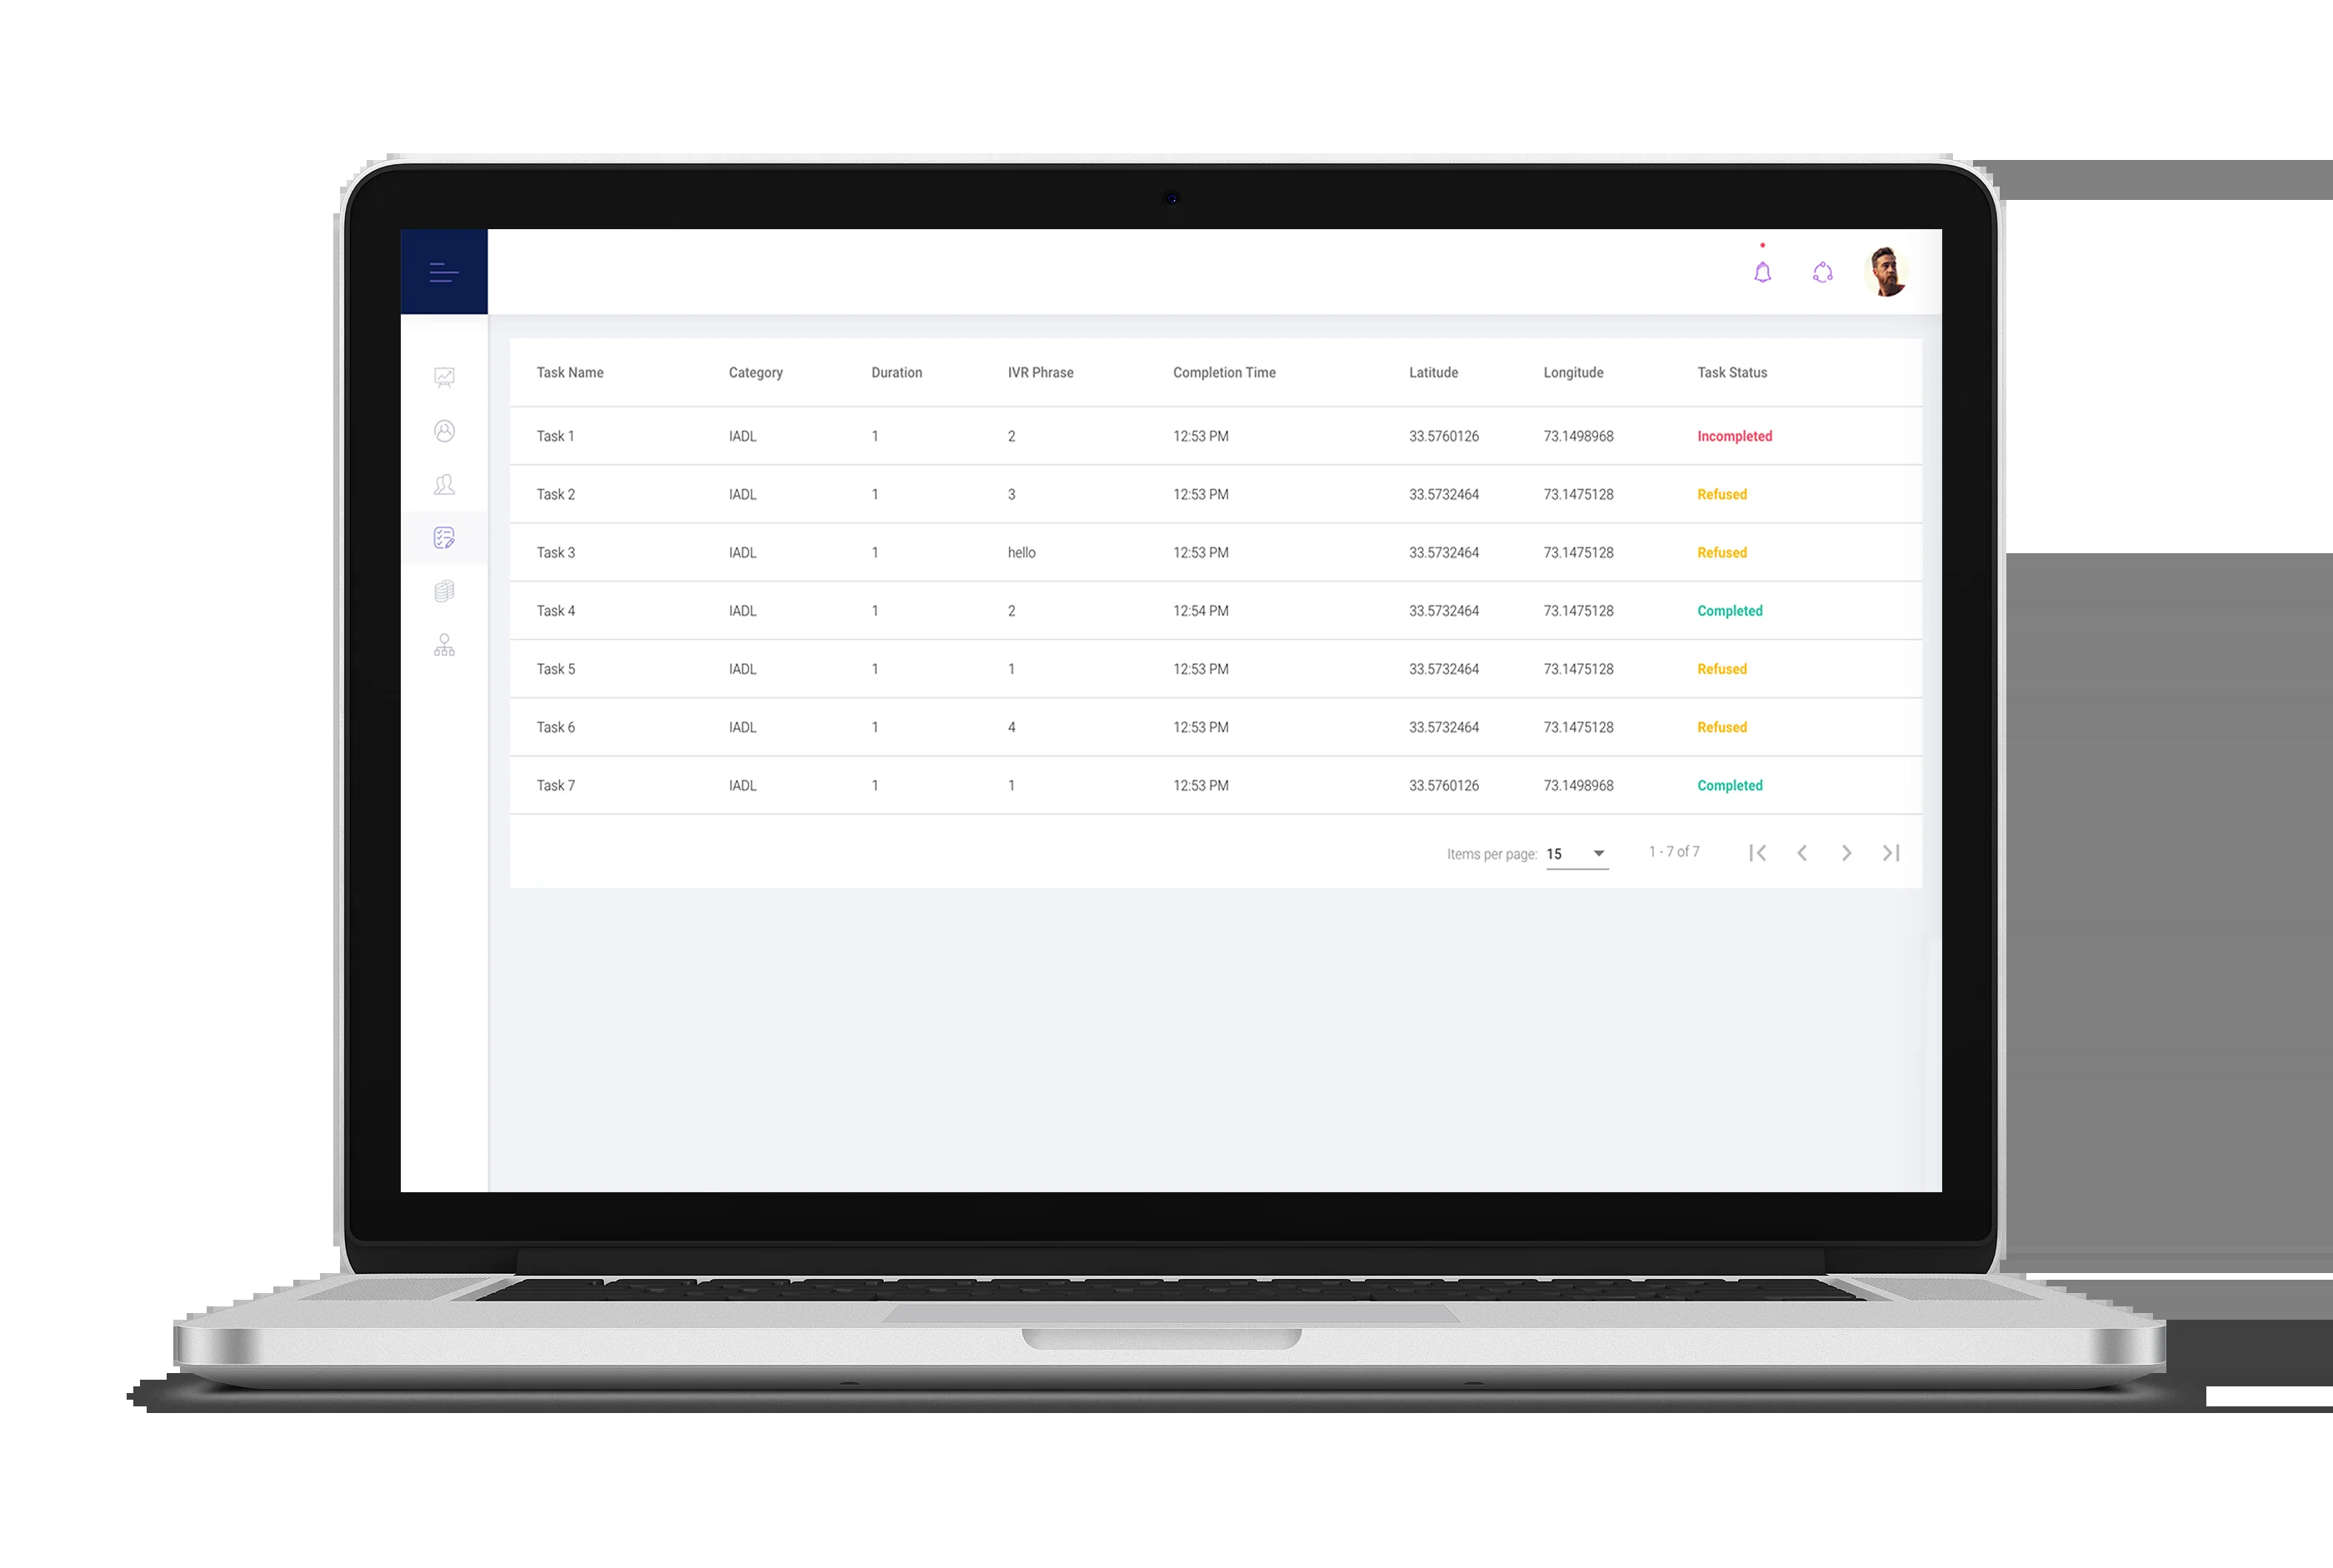 Task Name Category Duration IVR Phrase Completion Time Latitude Longitude Task Status
Task 1 IADL 1 2 12:53 PM 33.5760126 73.1498968 Incompleted
Task 2 IADL 1 3 12:53 PM 33.5732464 73.1475128 Refused
Task 3 IADL 1 hello 12:53 PM 33.5732464 73.1475128 Refused
Task 4 IADL 1 2 12:54 PM 33.5732464 73.1475128 Completed
Task 5 IADL 1 1 12:53 PM 33.5732464 73.1475128 Refused
Task 6 IADL 1 4 12:53 PM 33.5732464 73.1475128 Refused
Task 7 IADL 1 1 12:53 PM 33.5760126 73.1498968 Completed
Items per page: 15 1 - 7 of 7